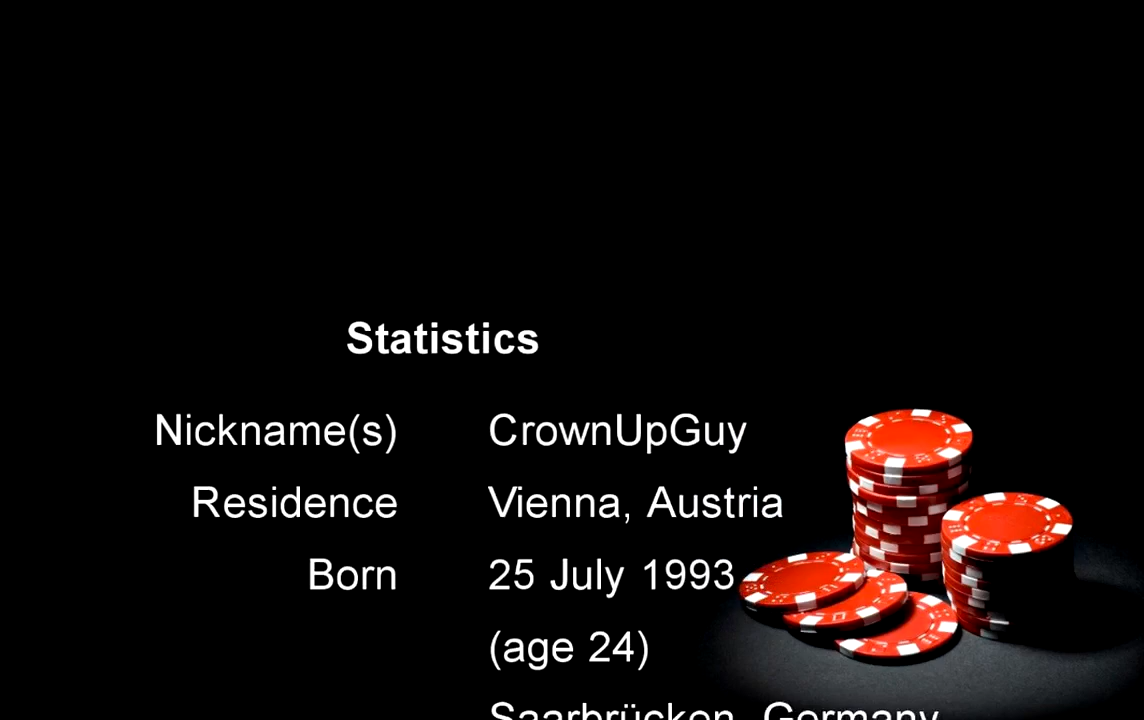 Statistics
Nickname(s) CrownUpGuy
Residence Vienna, Austria
Born 25 July 1993
(age 24)
Saarbrücken, Germany